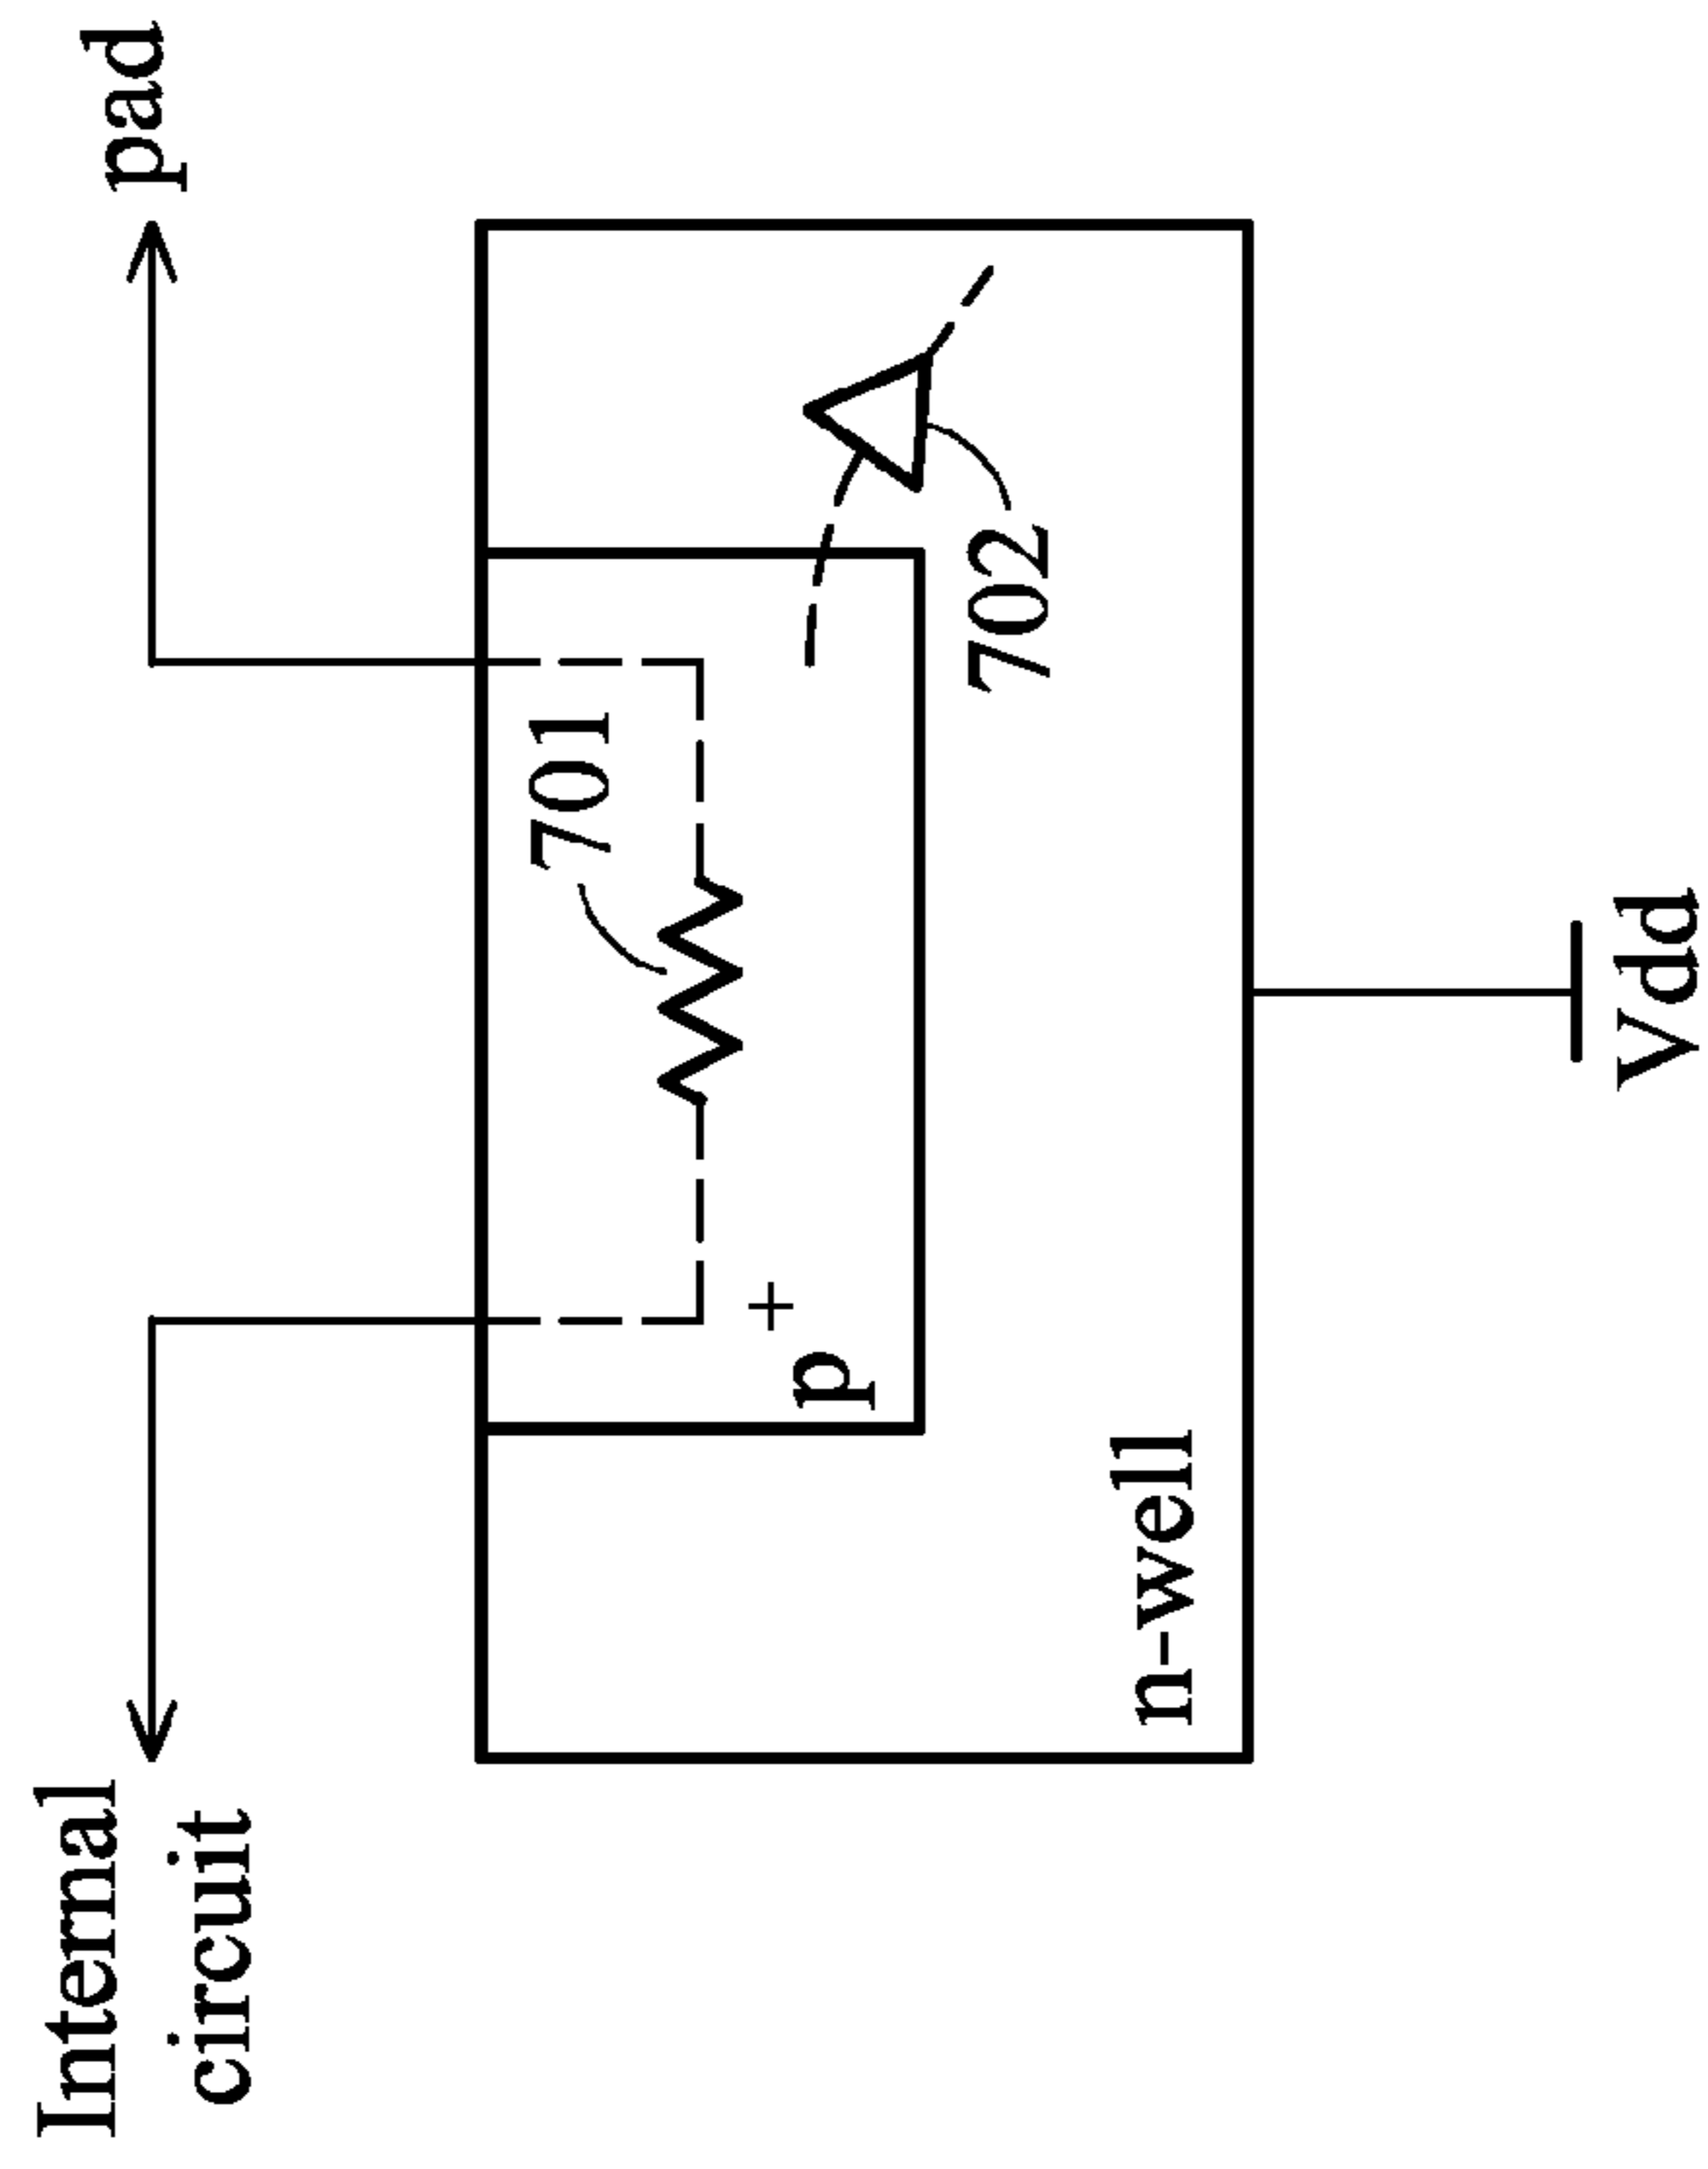 Internal
circuit
pad
701
702
p+
n-well
Vdd